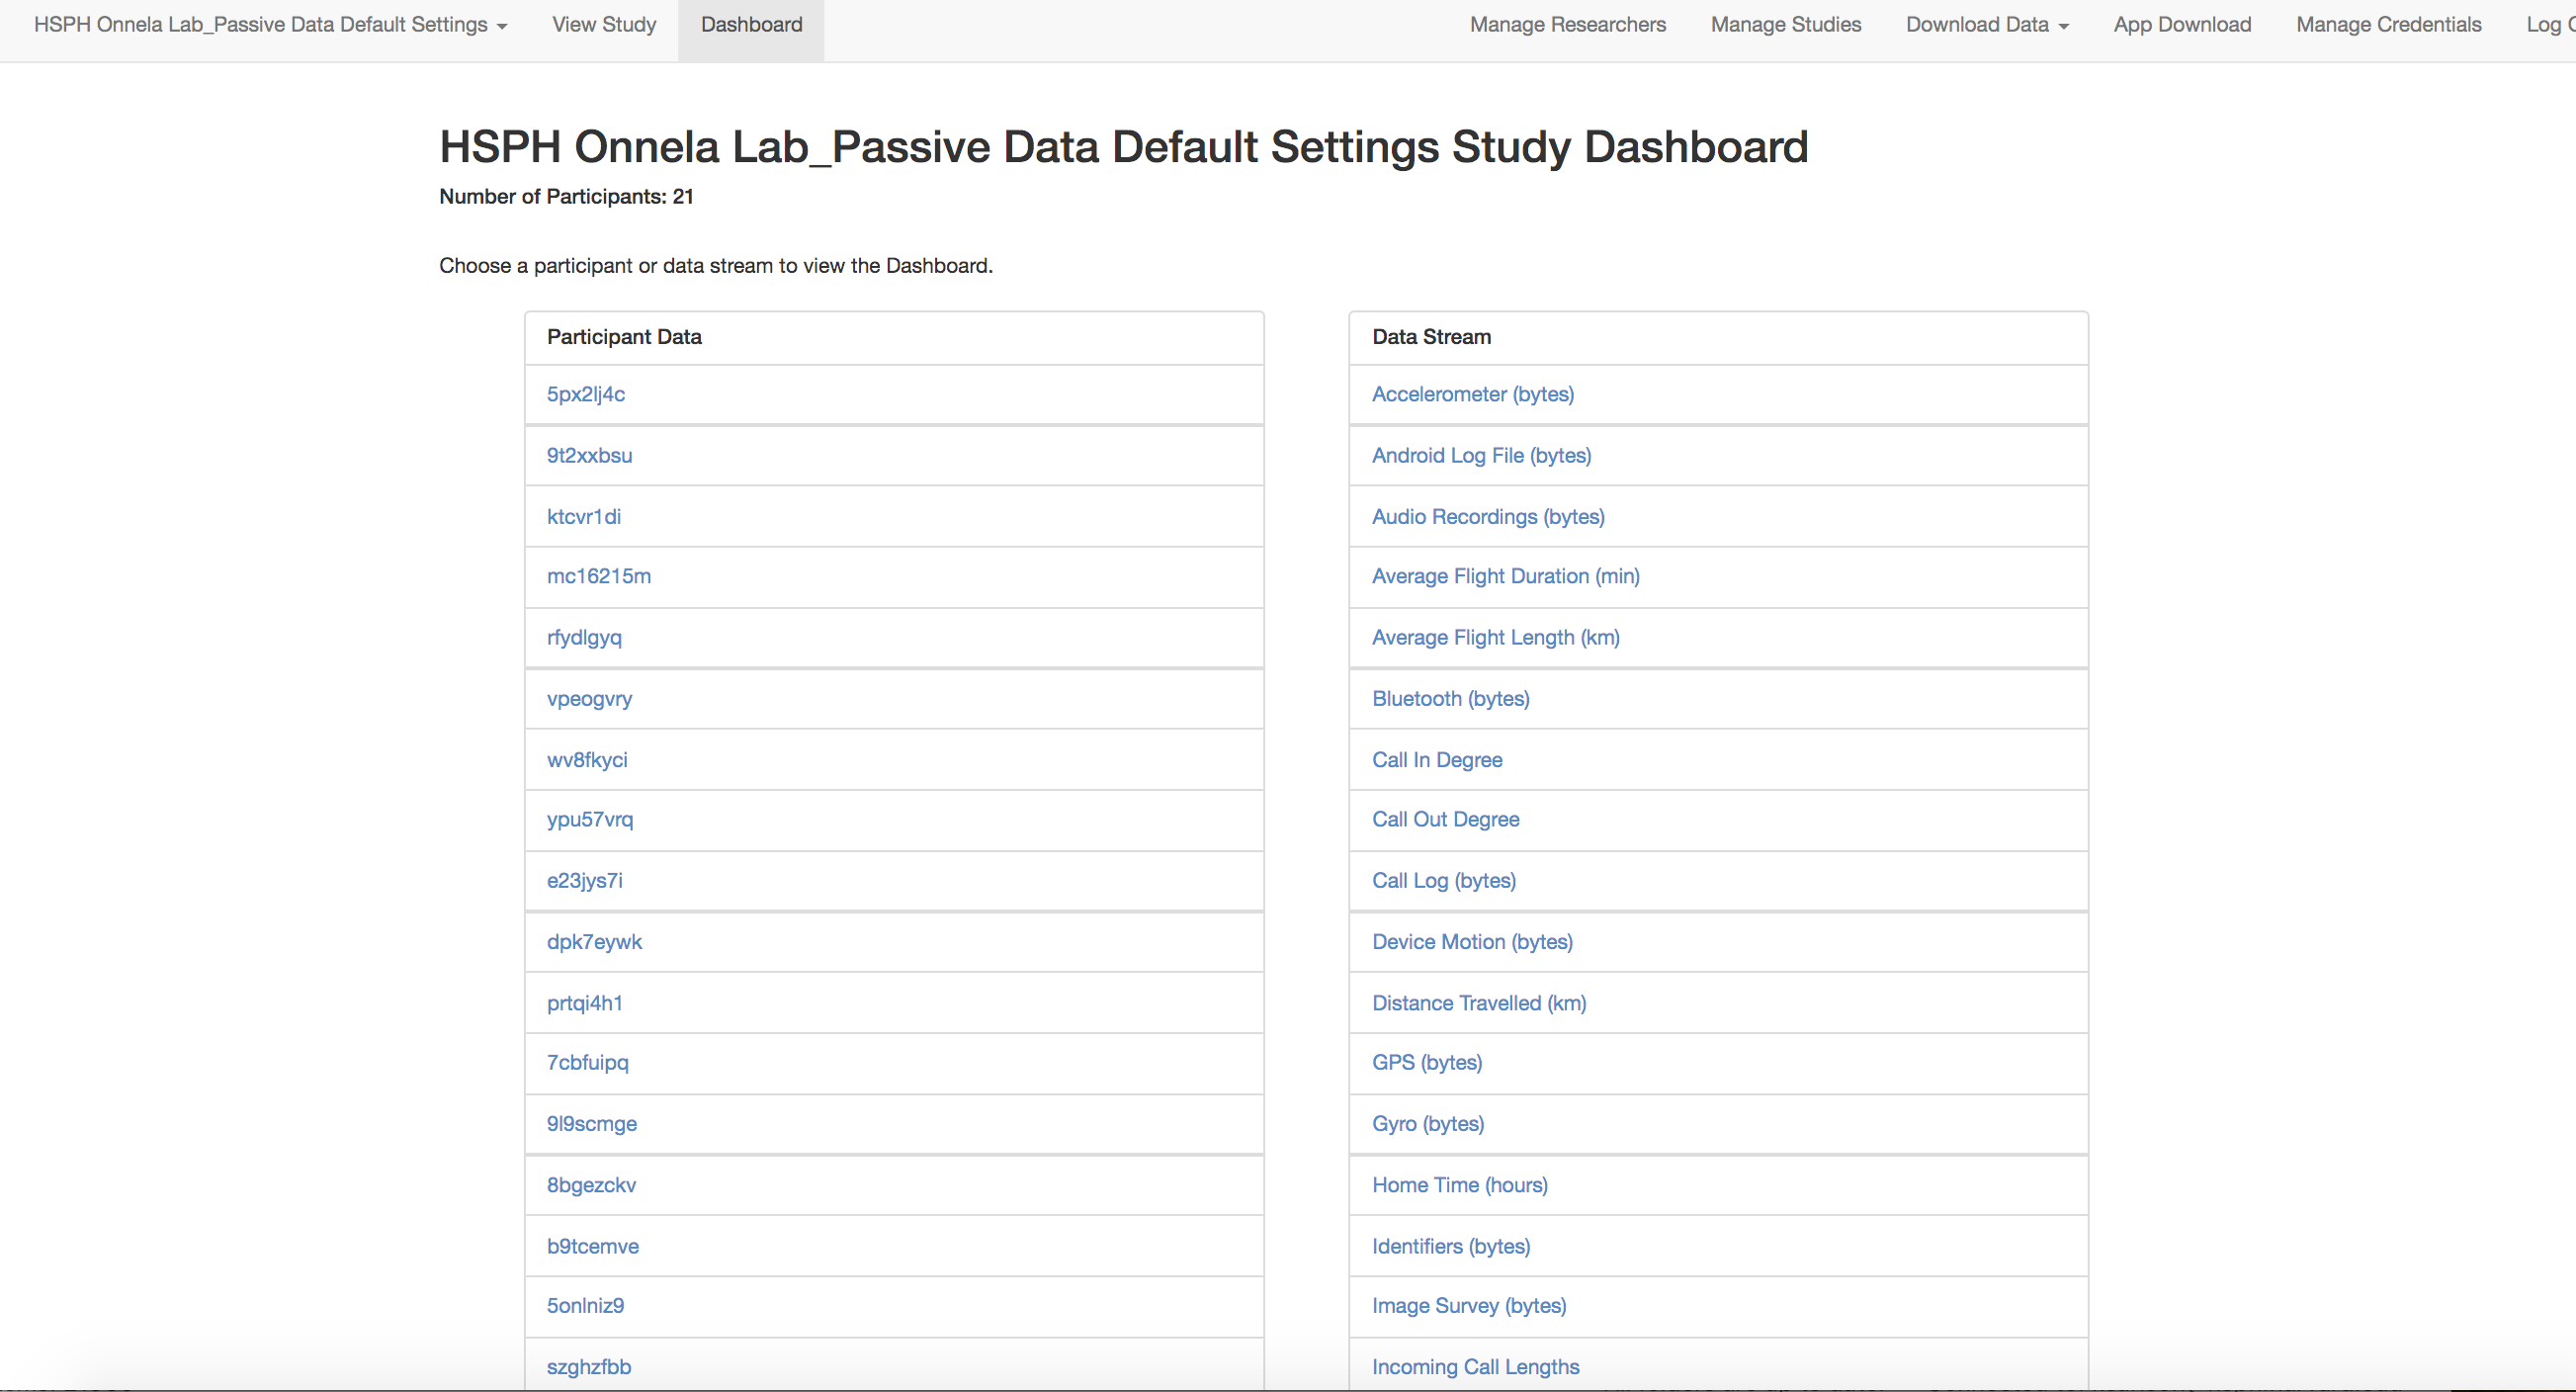 HSPH Onnela Lab_Passive Data Default Settings View Study Dashboard Manage Researchers Manage Studies Download Data App Download Manage Credentials Log
HSPH Onnela Lab_Passive Data Default Settings Study Dashboard
Number of Participants: 21
Choose a participant or data stream to view the Dashboard.
Participant Data
5px2lj4c
9t2xxbsu
ktcvr1di
mc16215m
rfydlgyq
vpeogvry
wv8fkyci
ypu57vrq
e23jys7i
dpk7eywk
prtqi4h1
7cbfuipq
9l9scmge
8bgezckv
b9tcemve
5onlniz9
szghzfbb
Data Stream
Accelerometer (bytes)
Android Log File (bytes)
Audio Recordings (bytes)
Average Flight Duration (min)
Average Flight Length (km)
Bluetooth (bytes)
Call In Degree
Call Out Degree
Call Log (bytes)
Device Motion (bytes)
Distance Travelled (km)
GPS (bytes)
Gyro (bytes)
Home Time (hours)
Identifiers (bytes)
Image Survey (bytes)
Incoming Call Lengths